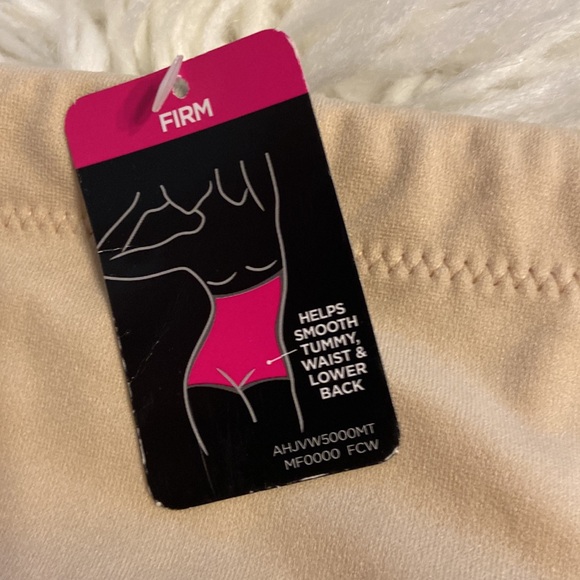 FIRM
HELPS
SMOOTH
TUMMY,
WAIST &
LOWER
BACK
AHJVW5000MT
MF0000 FCW